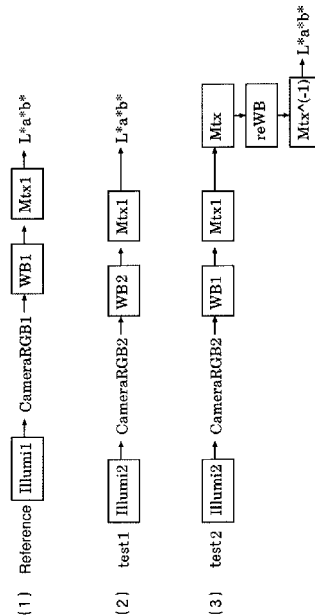 (1) Reference Illumi1 CameraRGB1 WB1 Mtx1 L*a*b*
(2) test1 Illumi2 CameraRGB2 WB2 Mtx1 L*a*b*
(3) test2 Illumi2 CameraRGB2 WB1 Mtx1 Mtx
reWB
Mtx^(-1) L*a*b*